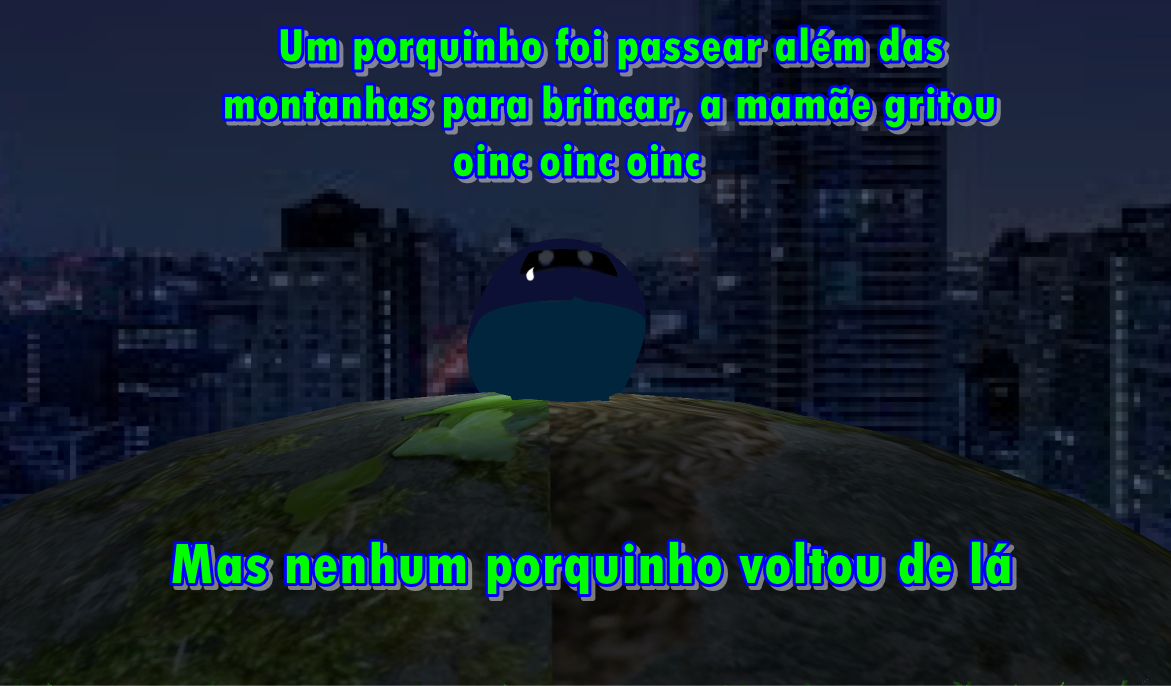 Um porquinho foi passear além das
montanhas para brincar, a mamãe gritou
oinc oinc oinc
Mas nenhum porquinho voltou de lá